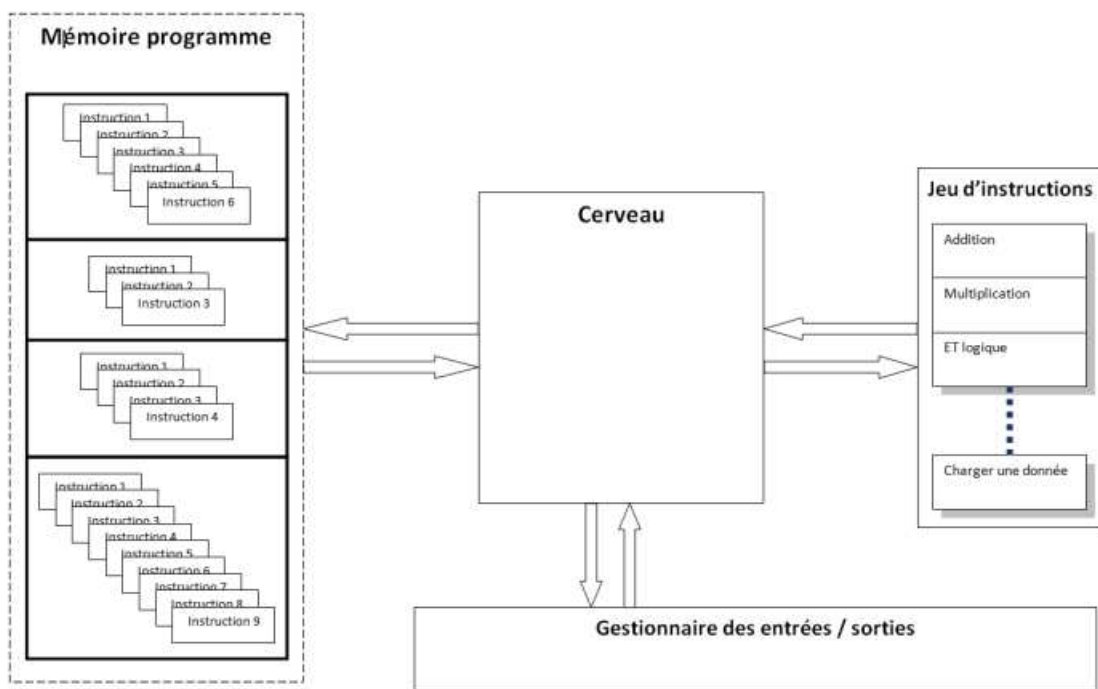 Mémoire programme
Instruction 1
Instruction 2
Instruction 3
Instruction 4
Instruction 5
Instruction 6
Instruction 1
Instruction 2
Instruction 3
Instruction 1
Instruction 2
Instruction 3
Instruction 4
Instruction 1
Instruction 2
Instruction 3
Instruction 4
Instruction 5
Instruction 6
Instruction 7
Instruction 8
Instruction 9
Cerveau
Jeu d'instructions
Addition
Multiplication
ET logique
Charger une donnée
Gestionnaire des entrées / sorties